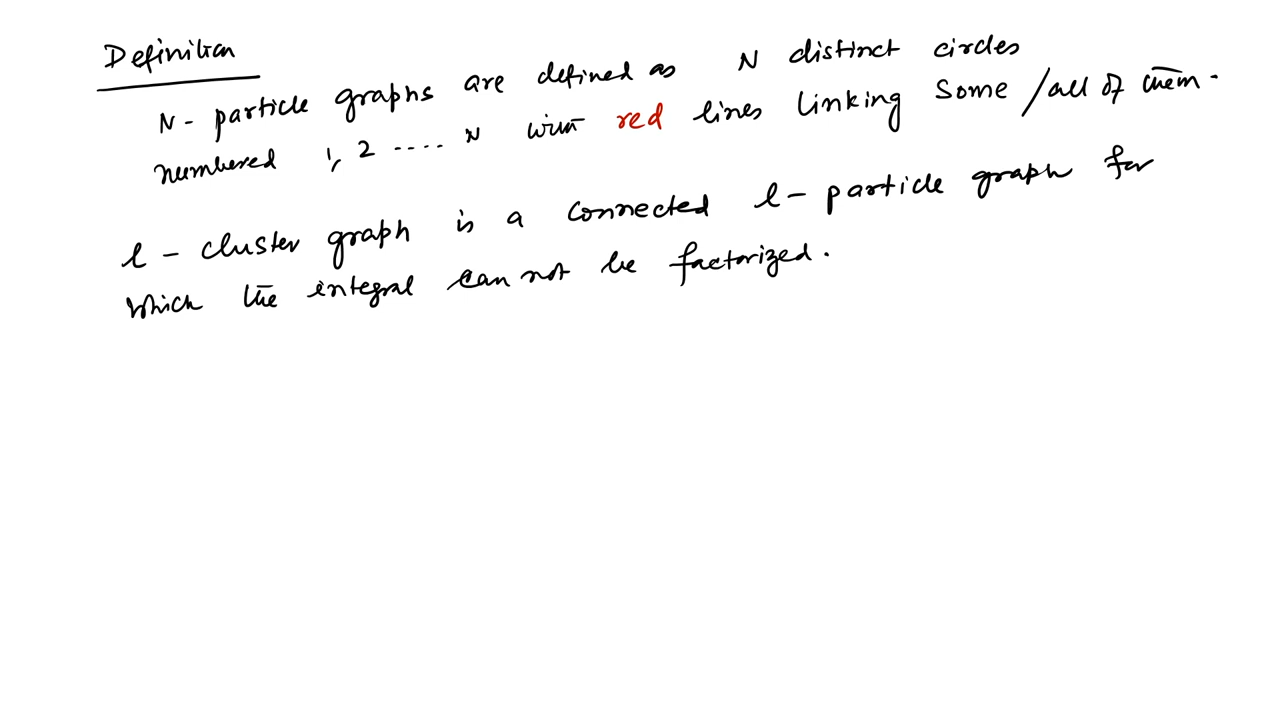 Definition
N- particle graphs are defined as N distinct circles
numbered 1, 2 .... N with red lines linking some /all of them.
l - cluster graph is a connected l- particle graph for
which the integral can not be factorized.